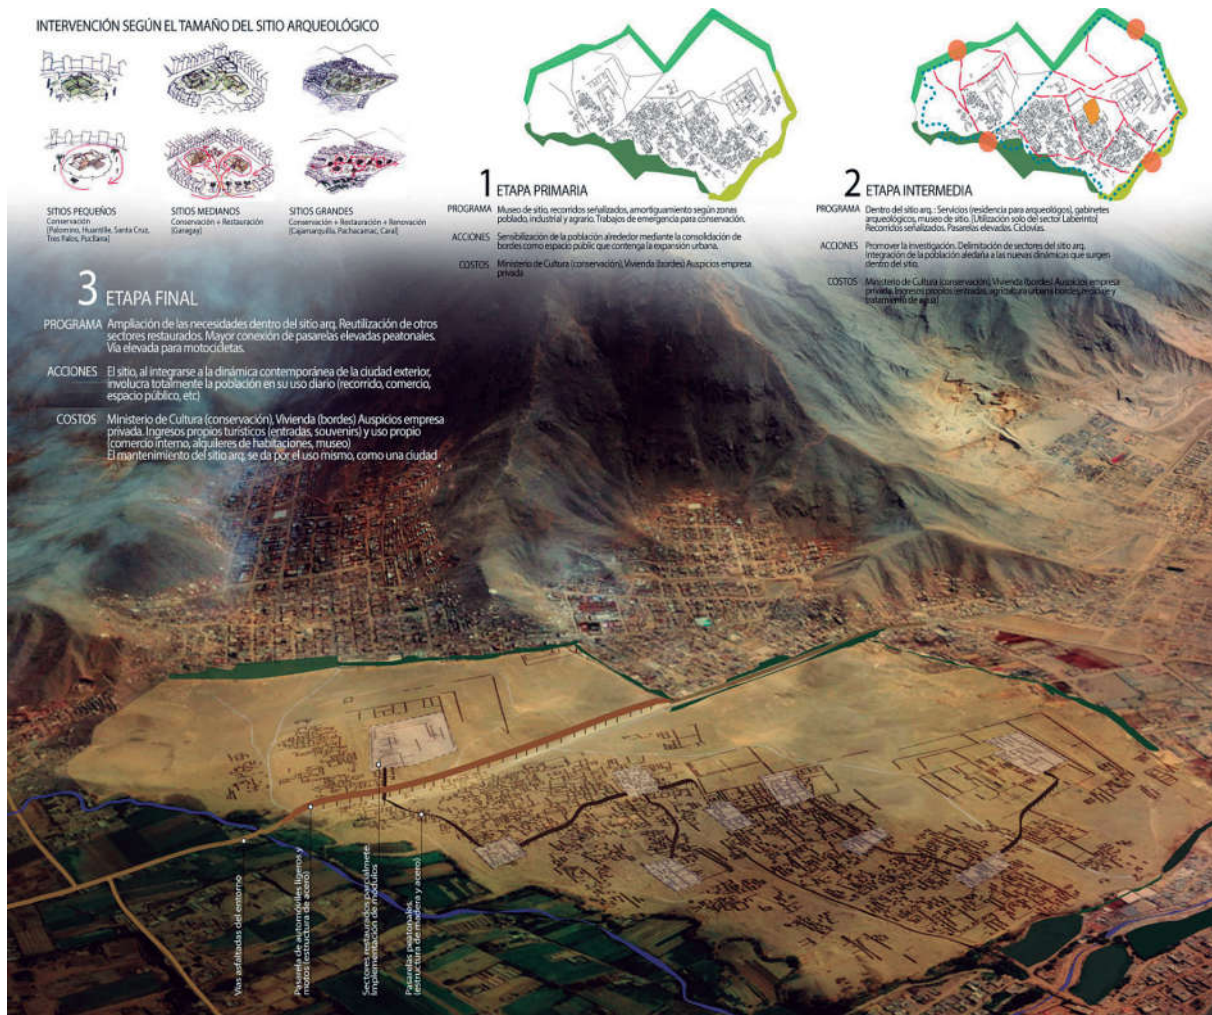 INTERVENCIÓN SEGÚN EL TAMAÑO DEL SITIO ARQUEOLÓGICO
SITIOS PEQUEÑOS
Conservación
(Palomino, Huantille, Santa Cruz,
Tres Palos, Pucllana)
SITIOS MEDIANOS
Conservación + Restauración
(Garagay)
SITIOS GRANDES
Conservación + Restauración + Renovación
(Cajamarquilla, Pachacamac, Caral)
1 ETAPA PRIMARIA
PROGRAMA Museo de sitio, recorridos señalizados, amortiguamiento según zonas
poblado, industrial y agrario. Trabajos de emergencia para conservación.
ACCIONES Sensibilización de la población alrededor mediante la consolidación de
bordes como espacio público que contenga la expansión urbana.
COSTOS Ministerio de Cultura (conservación), Vivienda (bordes) Auspicios empresa
privada
2 ETAPA INTERMEDIA
PROGRAMA Dentro del sitio arq. : Servicios (residencia para arqueólogos), gabinetes
arqueológicos, museo de sitio. [Utilización solo del sector Laberinto]
Recorridos señalizados. Pasarelas elevadas. Ciclovías.
ACCIONES Promover la investigación. Delimitación de sectores del sitio arq.
Integración de la población aledaña a las nuevas dinámicas que surgen
dentro del sitio.
COSTOS Ministerio de Cultura (conservación), Vivienda (bordes) Auspicios empresa
privada. Ingresos propios (entradas, agricultura urbana bordes, reciclaje y
tratamiento de agua)
3 ETAPA FINAL
PROGRAMA Ampliación de las necesidades dentro del sitio arq. Reutilización de otros
sectores restaurados. Mayor conexión de pasarelas elevadas peatonales.
Vía elevada para motocicletas.
ACCIONES El sitio, al integrarse a la dinámica contemporánea de la ciudad exterior,
involucra totalmente la población en su uso diario (recorrido, comercio,
espacio público, etc)
COSTOS Ministerio de Cultura (conservación), Vivienda (bordes) Auspicios empresa
privada. Ingresos propios turísticos (entradas, souvenirs) y uso propio
(comercio interno, alquileres de habitaciones, museo)
El mantenimiento del sitio arq. se da por el uso mismo, como una ciudad
Vías asfaltadas del entorno
Pasarela de automóviles ligeros y
motos (estructura de acero)
Sectores restaurados parcialmete.
Implementación de módulos
Pasarelas peatonales.
(estructura de madera y acero)